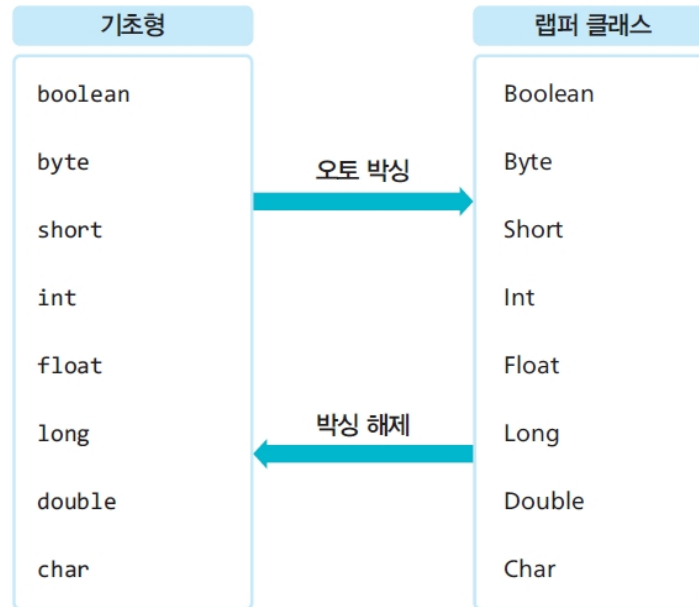 기초형
랩퍼 클래스
boolean
Boolean
byte
Byte
오토 박싱
short
Short
int
Int
float
Float
박싱 해제
long
Long
double
Double
char
Char